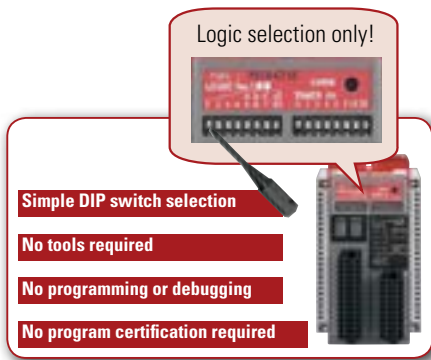 Logic selection only!
Simple DIP switch selection
No tools required
No programming or debugging
No program certification required